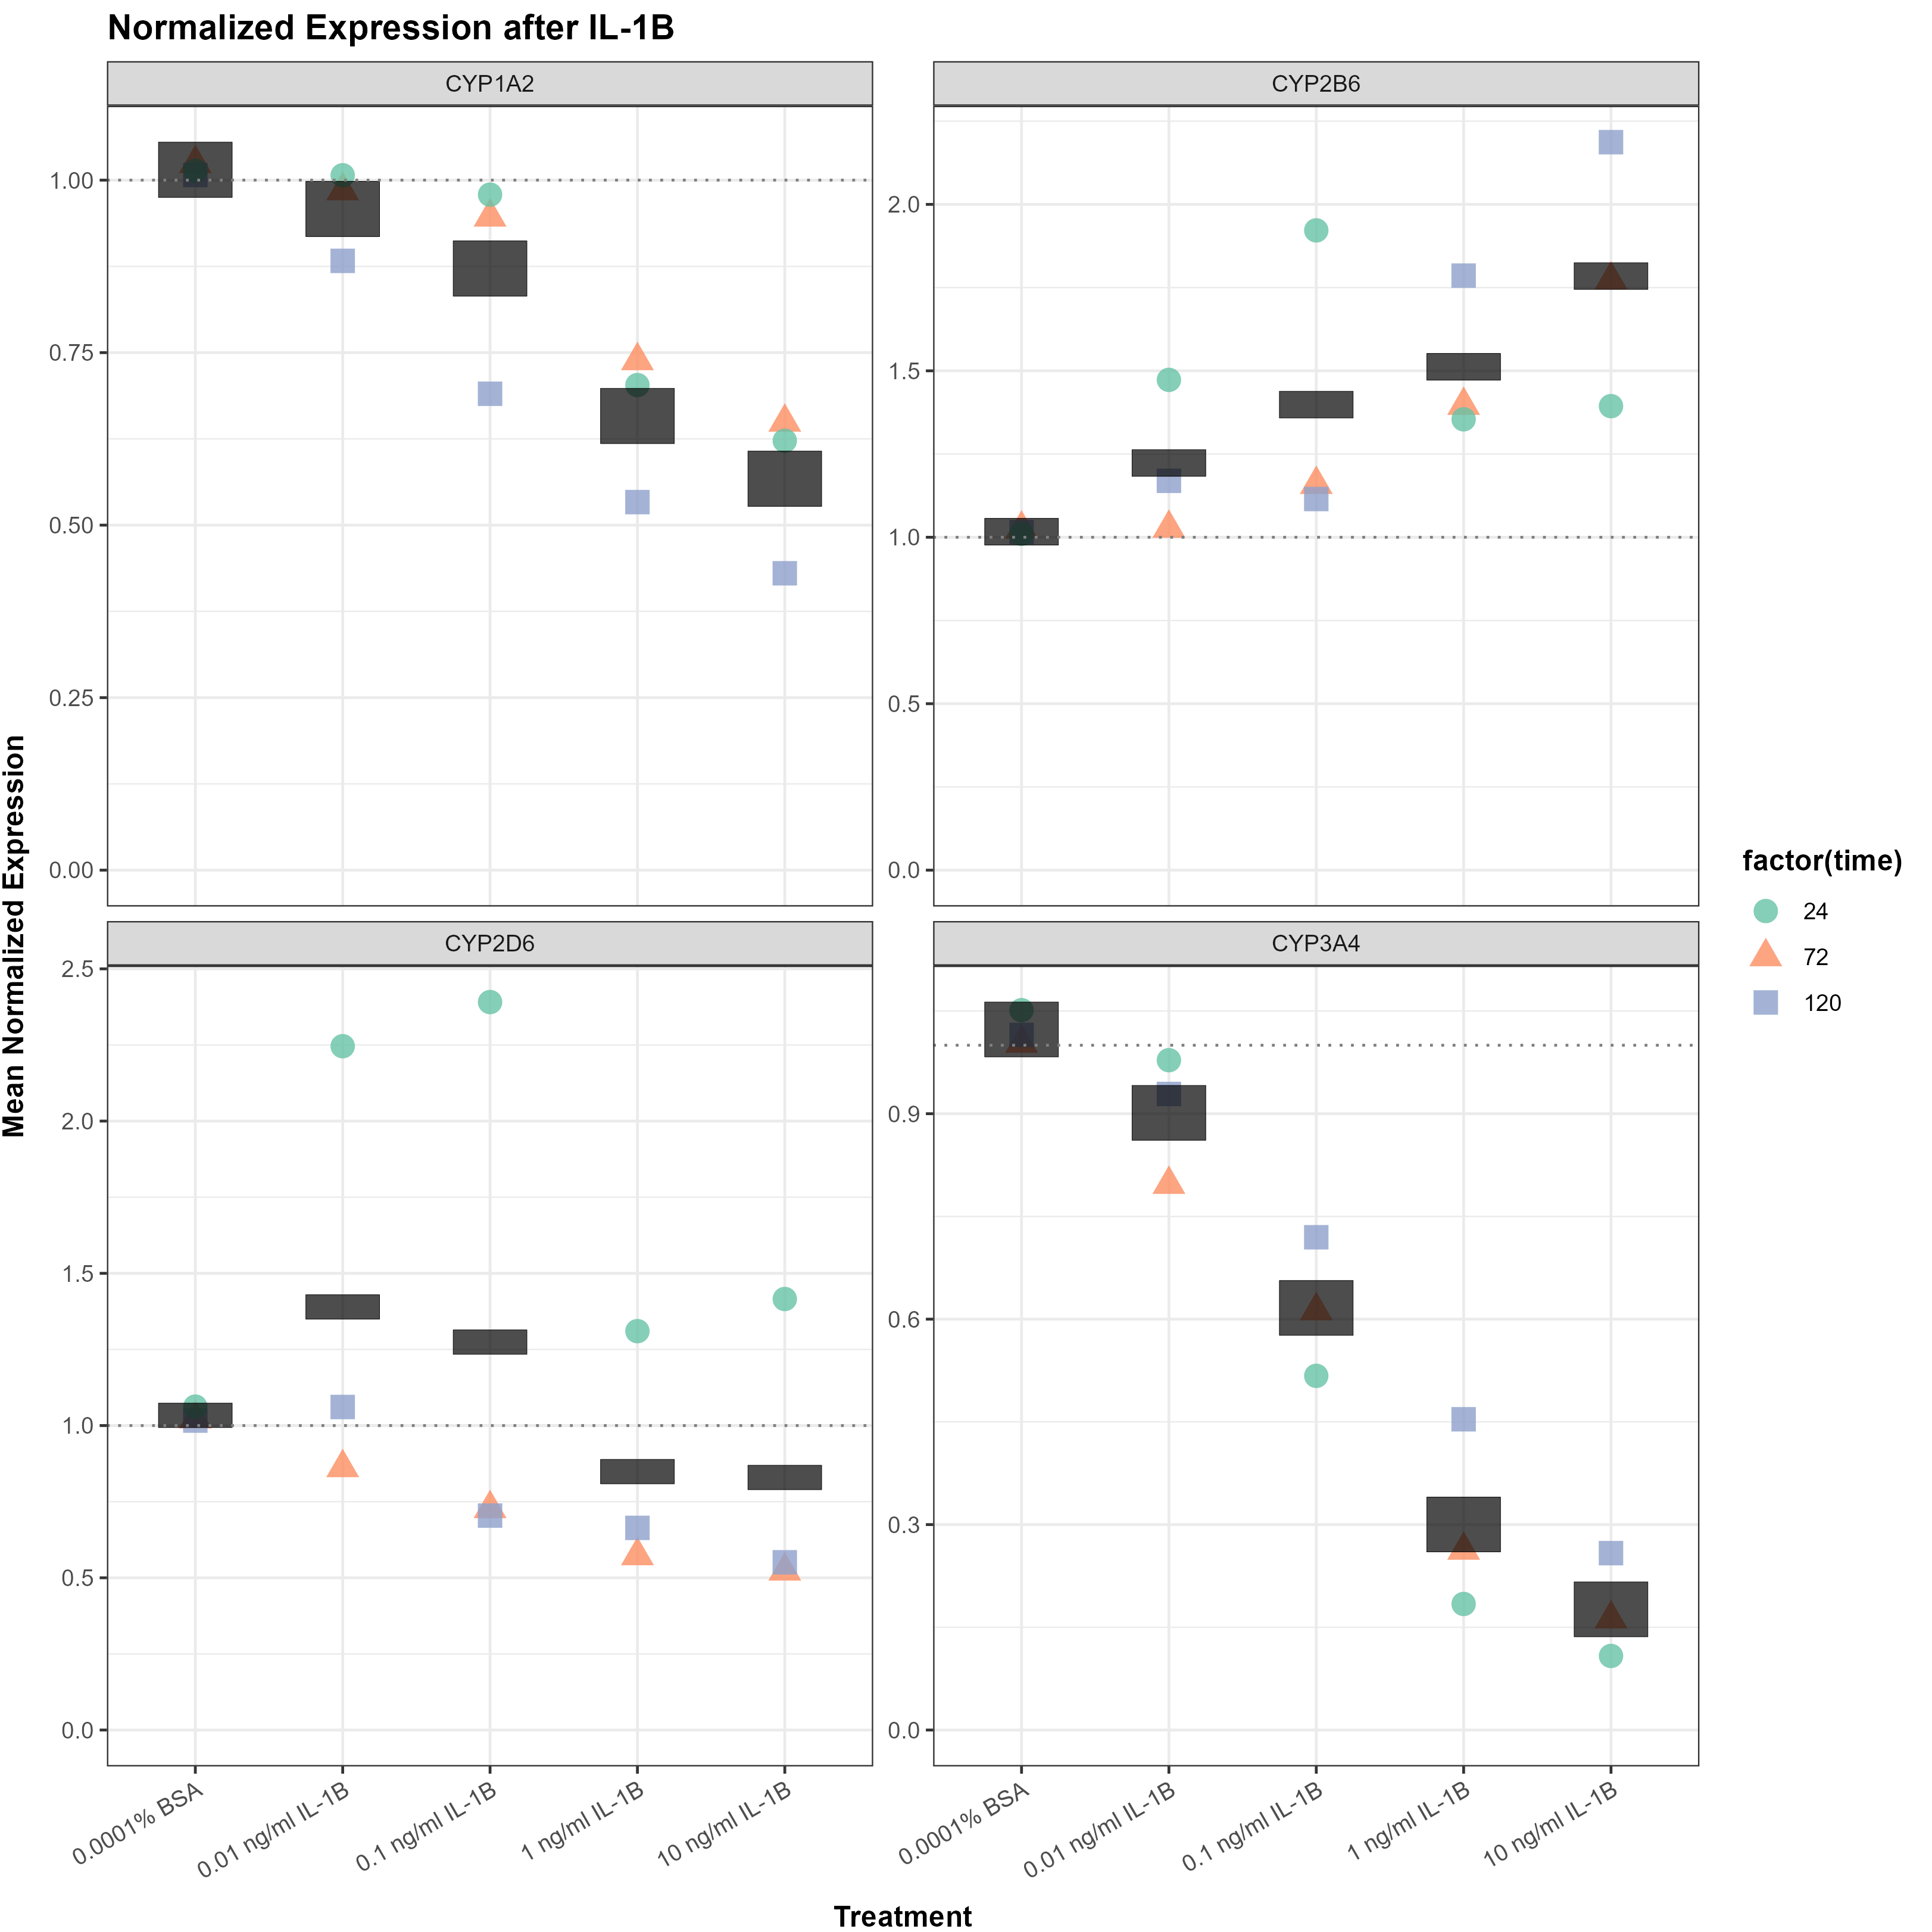 Normalized Expression after IL-1B
CYP1A2
CYP2B6
1.00
0.75
0.50
0.25
0.00
2.0
1.5
1.0
0.5
0.0
CYP2D6
CYP3A4
2.5
2.0
1.5
1.0
0.5
0.0
0.9
0.6
0.3
0.0
0.0001% BSA
0.01 ng/ml IL-1B
0.1 ng/ml IL-1B
1 ng/ml IL-1B
10 ng/ml IL-1B
0.0001% BSA
0.01 ng/ml IL-1B
0.1 ng/ml IL-1B
1 ng/ml IL-1B
10 ng/ml IL-1B
Mean Normalized Expression
Treatment
factor(time)
24
72
120